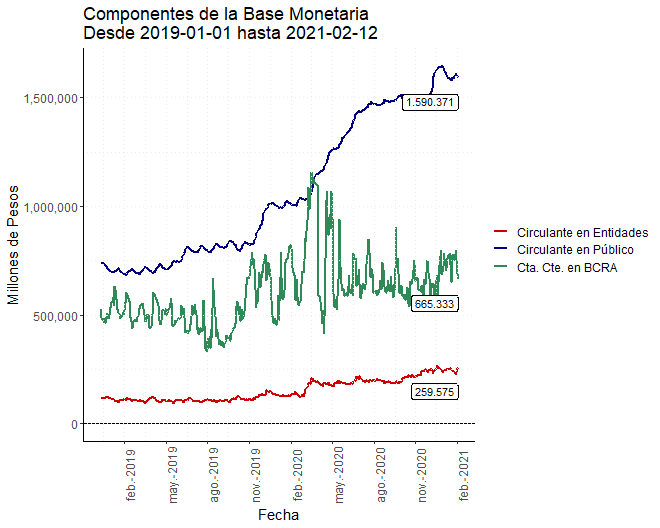 Componentes de la Base Monetaria
Desde 2019-01-01 hasta 2021-02-12
Millones de Pesos
1,500,000
1,000,000
500,000
0
1.590.371
665.333
259.575
feb.-2019
may.-2019
ago.-2019
nov.-2019
feb.-2020
may.-2020
ago.-2020
nov.-2020
feb.-2021
Fecha
Circulante en Entidades
Circulante en Público
Cta. Cte. en BCRA